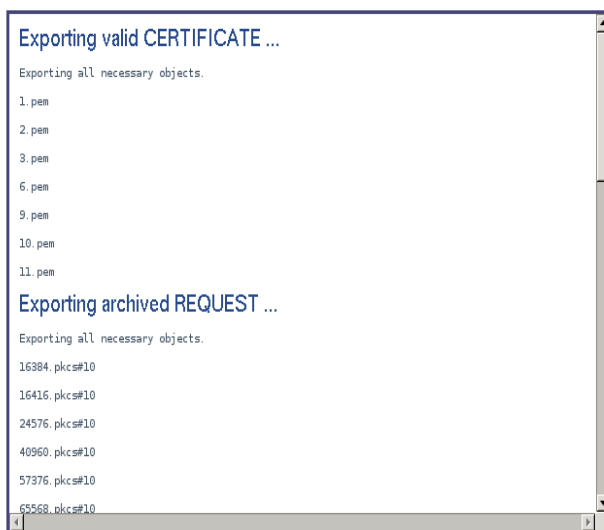 Exporting valid CERTIFICATE ...
Exporting all necessary objects.
1.pem
2.pem
3.pem
6.pem
9.pem
10.pem
11.pem
Exporting archived REQUEST ...
Exporting all necessary objects.
16384.pkcs#10
16416.pkcs#10
24576.pkcs#10
40960.pkcs#10
57376.pkcs#10
65568.pkcs#10